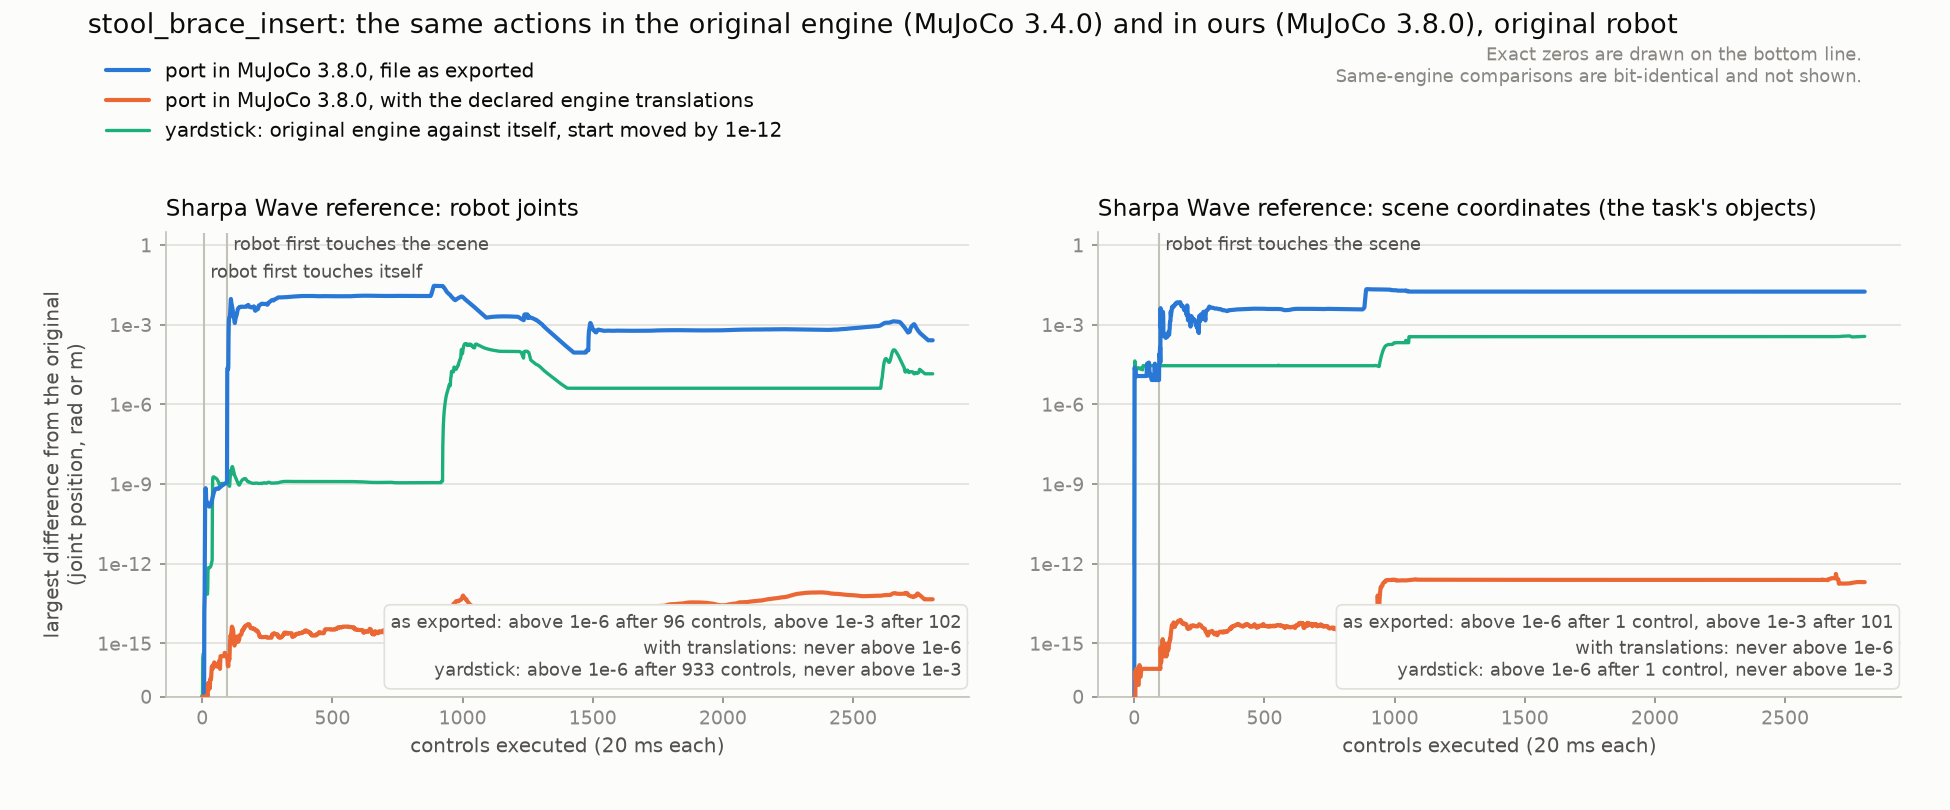 stool_brace_insert: the same actions in the original engine (MuJoCo 3.4.0) and in ours (MuJoCo 3.8.0), original robot
port in MuJoCo 3.8.0, file as exported
port in MuJoCo 3.8.0, with the declared engine translations
yardstick: original engine against itself, start moved by 1e-12
Exact zeros are drawn on the bottom line.
Same-engine comparisons are bit-identical and not shown.
Sharpa Wave reference: robot joints
robot first touches the scene
robot first touches itself
largest difference from the original
(joint position, rad or m)
1
1e-3
1e-6
1e-9
1e-12
1e-15
0
as exported: above 1e-6 after 96 controls, above 1e-3 after 102
with translations: never above 1e-6
yardstick: above 1e-6 after 933 controls, never above 1e-3
0 500 1000 1500 2000 2500
controls executed (20 ms each)
Sharpa Wave reference: scene coordinates (the task's objects)
robot first touches the scene
1
1e-3
1e-6
1e-9
1e-12
1e-15
0
as exported: above 1e-6 after 1 control, above 1e-3 after 101
with translations: never above 1e-6
yardstick: above 1e-6 after 1 control, never above 1e-3
0 500 1000 1500 2000 2500
controls executed (20 ms each)